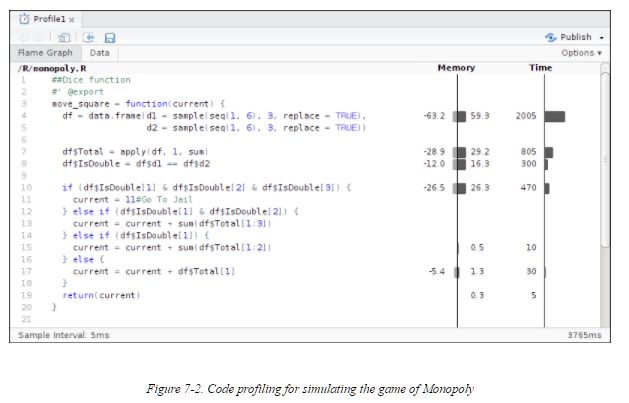 Profile1 ×
Publish
Flame Graph Data Options ▾
/R/monopoly.R Memory Time
1 ##Dice function
2 #' @export
3 move_square = function(current) {
4 df = data.frame(d1 = sample(seq(1, 6), 3, replace = TRUE), -63.2 59.3 2005
5 d2 = sample(seq(1, 6), 3, replace = TRUE))
6
7 df$Total = apply(df, 1, sum) -28.9 29.2 805
8 df$IsDouble = df$d1 == df$d2 -12.0 16.3 300
9
10 if (df$IsDouble[1] & df$IsDouble[2] & df$IsDouble[3]) { -26.5 26.3 470
11 current = 11#Go To Jail
12 } else if (df$IsDouble[1] & df$IsDouble[2]) {
13 current = current + sum(df$Total[1:3])
14 } else if (df$IsDouble[1]) {
15 current = current + sum(df$Total[1:2]) 0.5 10
16 } else {
17 current = current + df$Total[1] -5.4 1.3 30
18 }
19 return(current) 0.3 5
20 }
21
Sample Interval: 5ms 3765ms
Figure 7-2. Code profiling for simulating the game of Monopoly